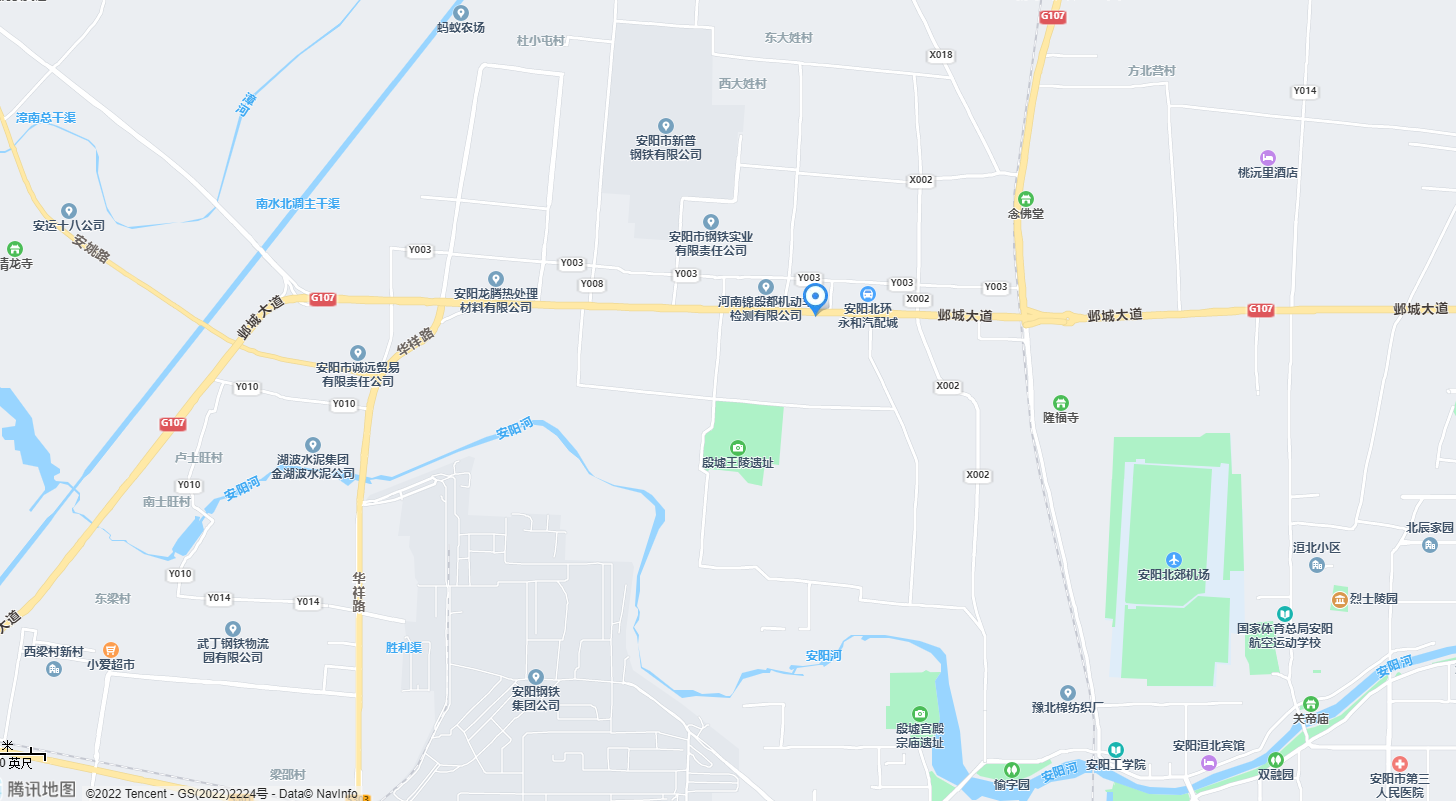 蚂蚁农场
杜小屯村
东大姓村
G107
X018
方北营村
西大姓村
Y014
漳河
漳南总干渠
安阳市新普
钢铁有限公司
桃沅里酒店
X002
南水北调主干渠
念佛堂
安运十八公司
安姚路
安阳市钢铁实业
有限责任公司
青龙寺
Y003
Y003
Y003
Y003
Y003
Y003
Y008
安阳龙腾热处理
材料有限公司
G107
河南锦殷都机动车
检测有限公司
安阳北环
永和汽配城
X002
邺城大道
邺城大道
邺城大道
G107
邺城大道
华祥路
安阳市诚远贸易
有限责任公司
Y010
Y010
X002
隆福寺
G107
安阳河
湖波水泥集团
金湖波水泥公司
卢士旺村
殷墟王陵遗址
X002
Y010
安阳河
南士旺村
北辰家园
洹北小区
安阳北郊机场
Y010
华祥路
东梁村
Y014
Y014
烈士陵园
国家体育总局安阳
航空运动学校
大道
武丁钢铁物流
园有限公司
胜利渠
西梁村新村
小爱超市
安阳河
安阳河
安阳钢铁
集团公司
豫北棉纺织厂
关帝庙
殷墟宫殿
宗庙遗址
米
0 英尺
安阳洹北宾馆
安阳工学院
安阳河
偷字园
双融园
安阳市第三
人民医院
梁邵村
腾讯地图
©2022 Tencent - GS(2022)2224号 - Data© NavInfo